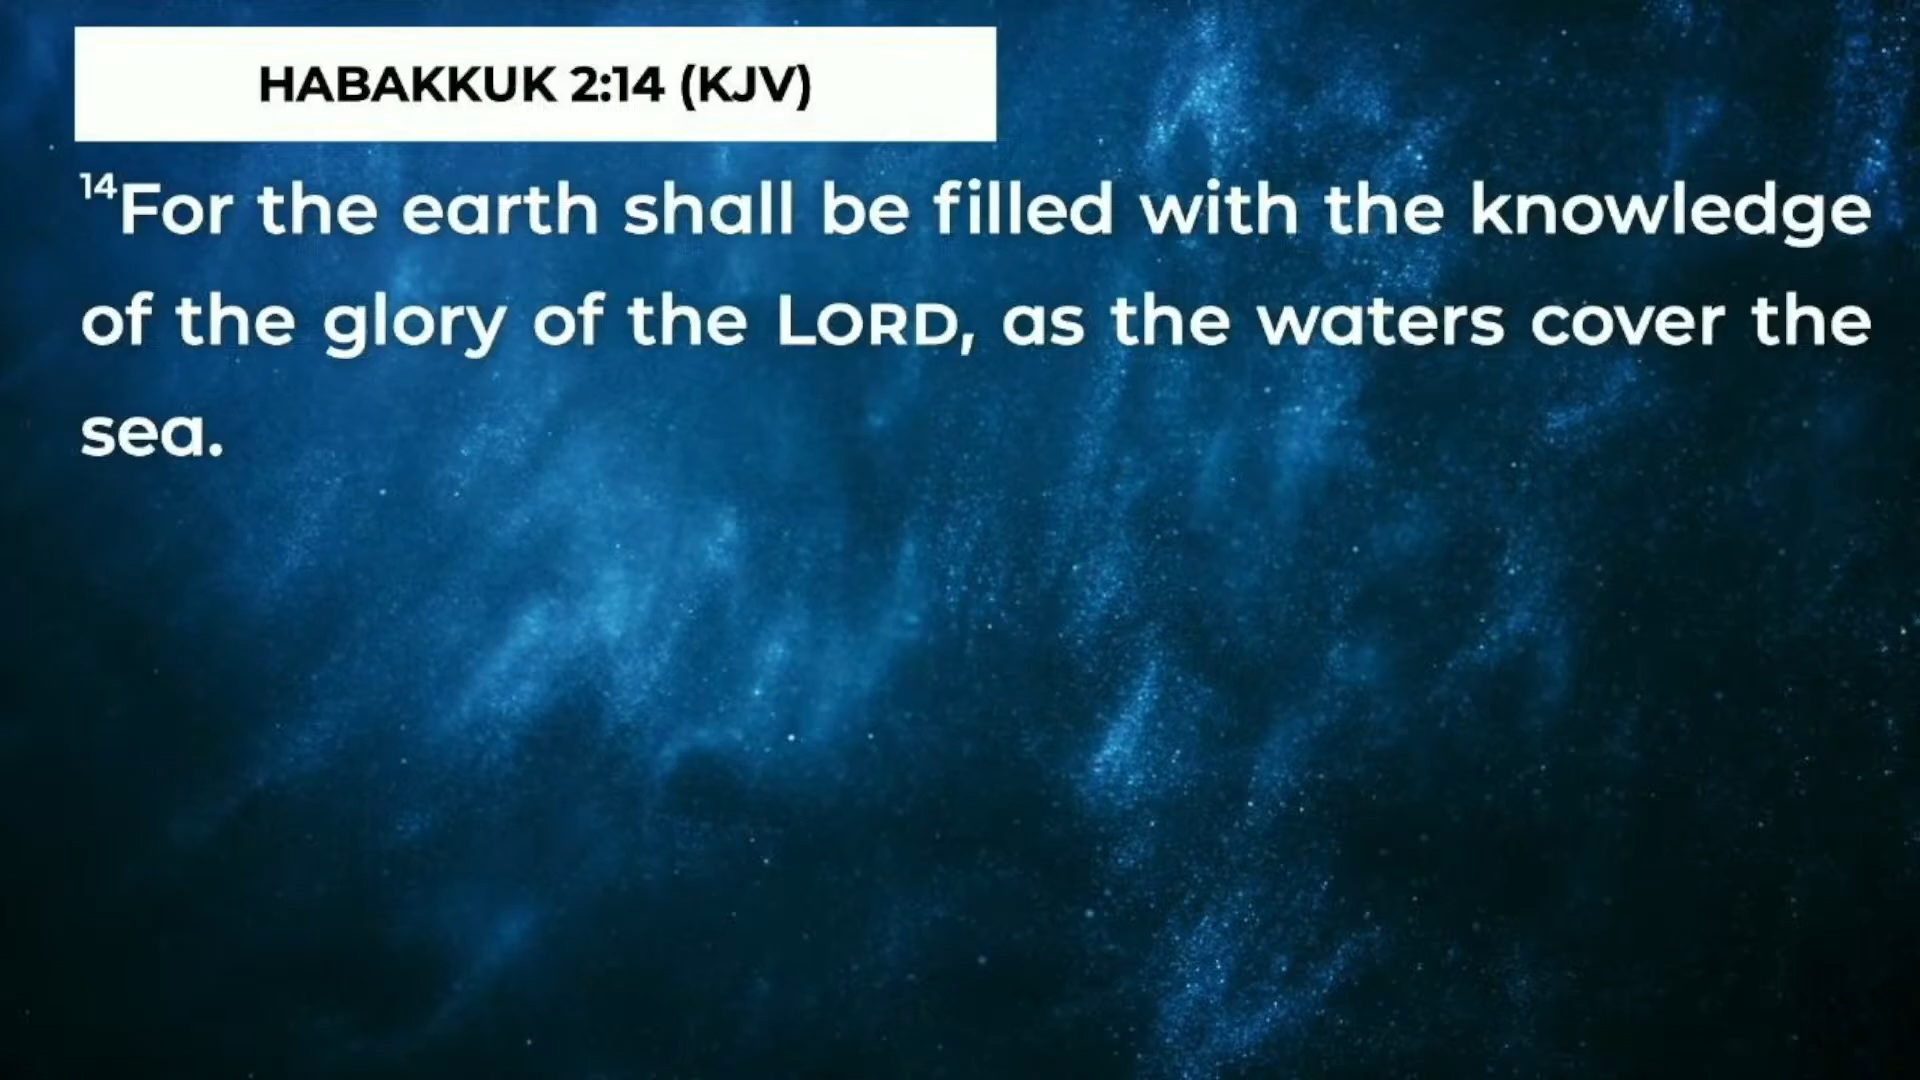 HABAKKUK 2:14 (KJV)
14For the earth shall be filled with the knowledge
of the glory of the LORD, as the waters cover the
sea.